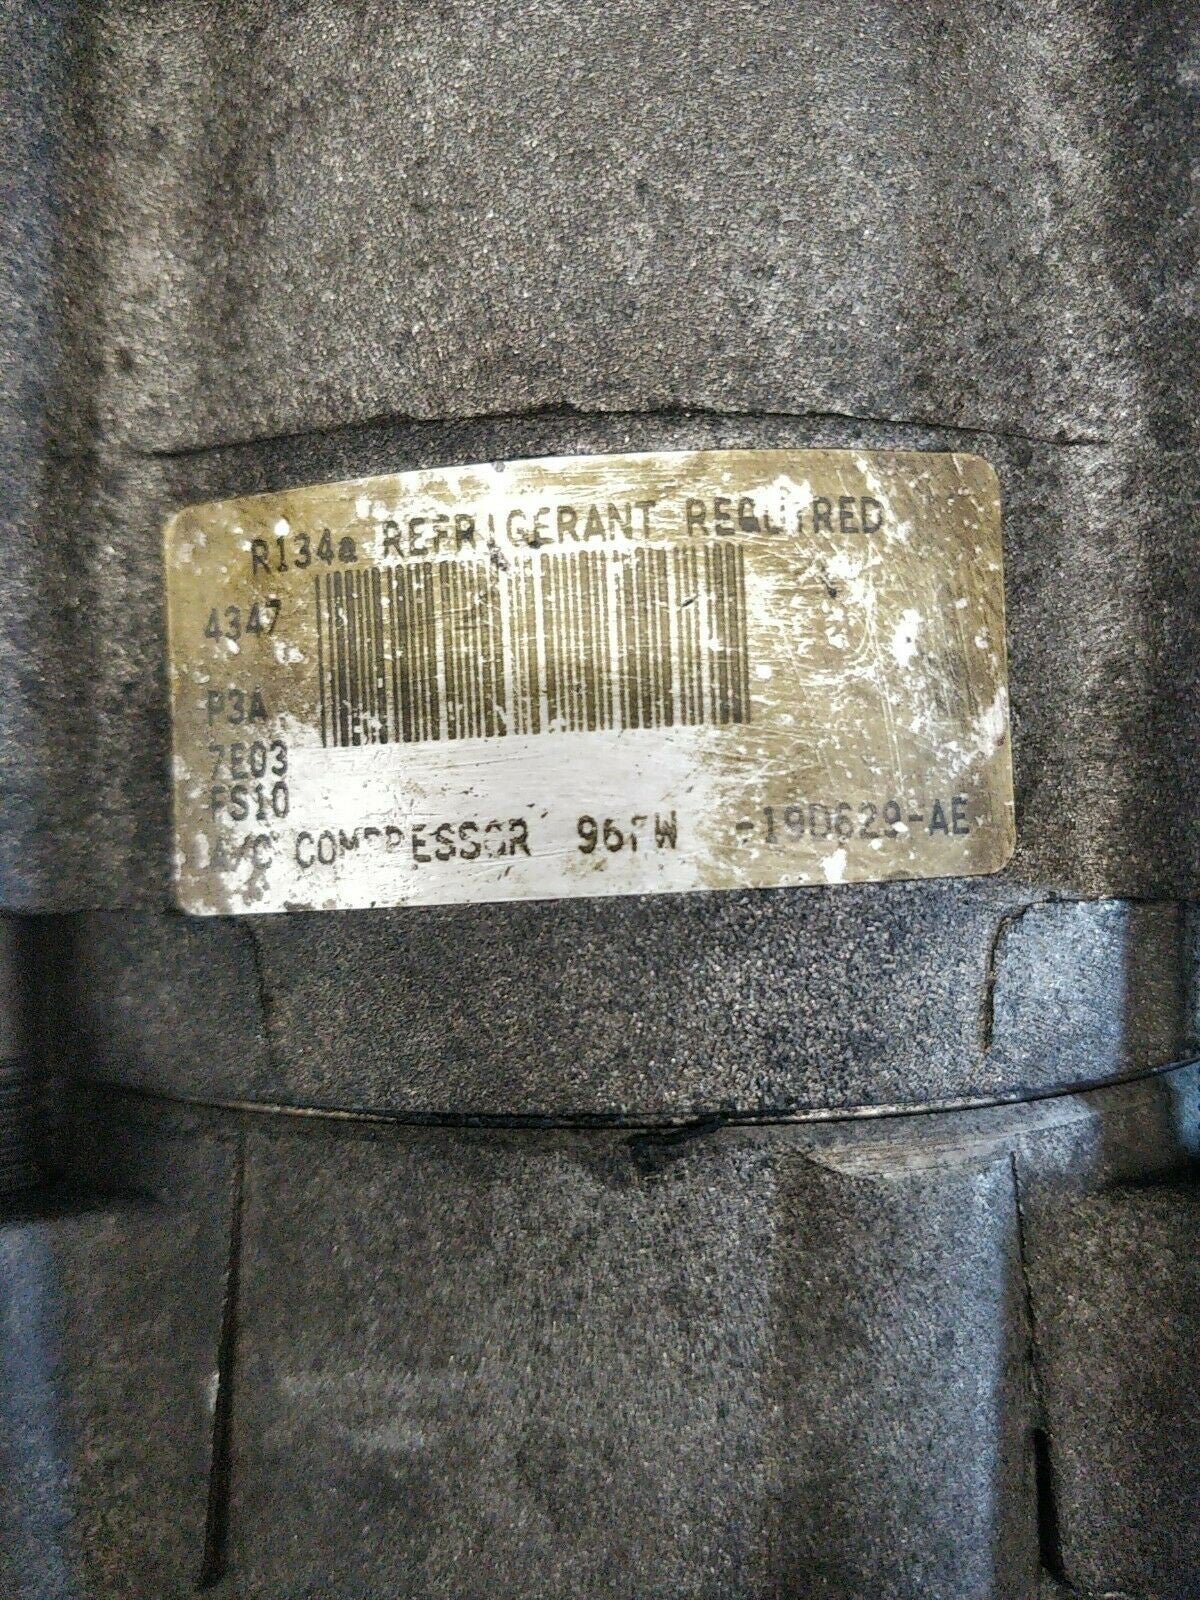 R134a REFRIGERANT REQUIRED
4347
P3A
7E03
FS10
A/C COMPRESSOR 96FW -19D629-AE